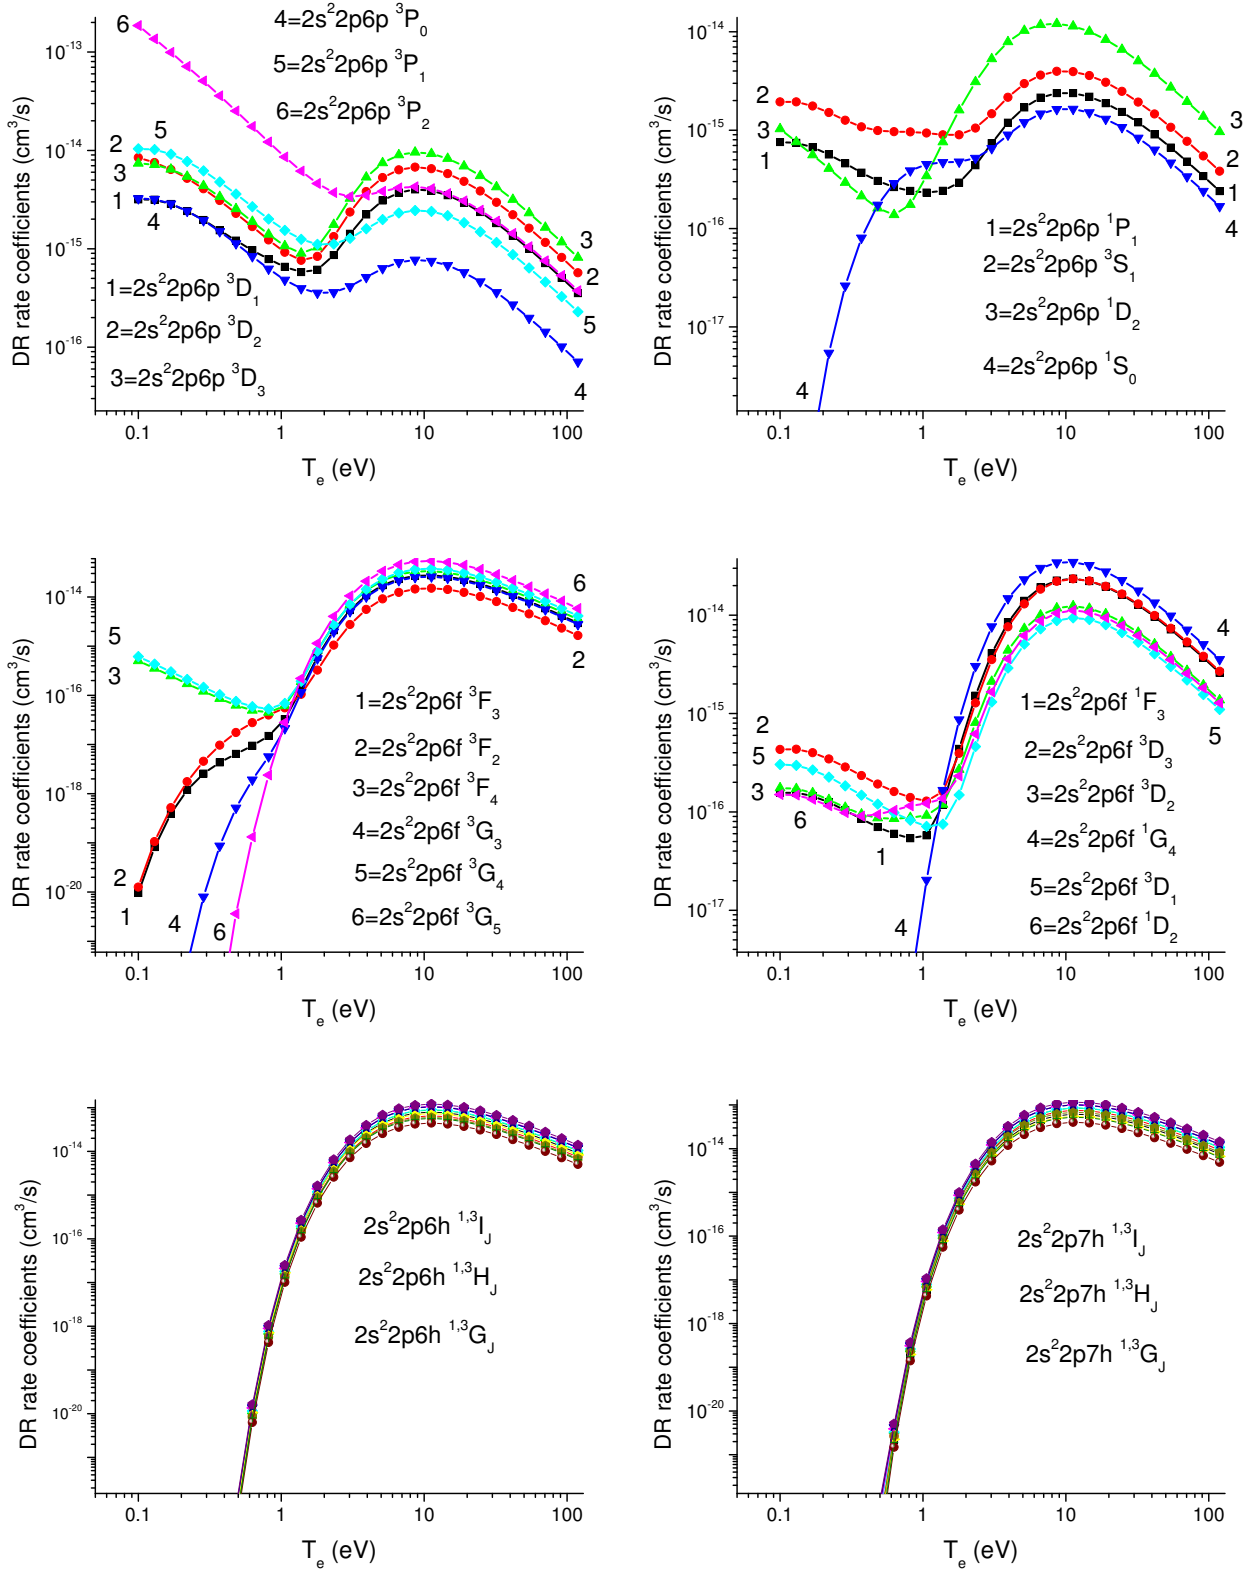 4=2s²2p6p ³P₀
5=2s²2p6p ³P₁
6=2s²2p6p ³P₂
1=2s²2p6p ³D₁
2=2s²2p6p ³D₂
3=2s²2p6p ³D₃
6
2
5
3
1
4
3
2
1
5
4
10⁻¹³
10⁻¹⁴
10⁻¹⁵
10⁻¹⁶
DR rate coefficients (cm³/s)
0.1 1 10 100
Tₑ (eV)
10⁻¹⁴
10⁻¹⁵
10⁻¹⁶
10⁻¹⁷
DR rate coefficients (cm³/s)
2
3
1
4
3
2
1
4
1=2s²2p6p ¹P₁
2=2s²2p6p ³S₁
3=2s²2p6p ¹D₂
4=2s²2p6p ¹S₀
0.1 1 10 100
Tₑ (eV)
10⁻¹⁴
10⁻¹⁶
10⁻¹⁸
10⁻²⁰
DR rate coefficients (cm³/s)
5
3
2
1
4
6
6
2
1=2s²2p6f ³F₃
2=2s²2p6f ³F₂
3=2s²2p6f ³F₄
4=2s²2p6f ³G₃
5=2s²2p6f ³G₄
6=2s²2p6f ³G₅
0.1 1 10 100
Tₑ (eV)
10⁻¹⁴
10⁻¹⁵
10⁻¹⁶
10⁻¹⁷
DR rate coefficients (cm³/s)
2
5
3
6
1
4
4
5
1=2s²2p6f ¹F₃
2=2s²2p6f ³D₃
3=2s²2p6f ³D₂
4=2s²2p6f ¹G₄
5=2s²2p6f ³D₁
6=2s²2p6f ¹D₂
0.1 1 10 100
Tₑ (eV)
10⁻¹⁴
10⁻¹⁶
10⁻¹⁸
10⁻²⁰
DR rate coefficients (cm³/s)
2s²2p6h ¹,³I_J
2s²2p6h ¹,³H_J
2s²2p6h ¹,³G_J
0.1 1 10 100
Tₑ (eV)
10⁻¹⁴
10⁻¹⁶
10⁻¹⁸
10⁻²⁰
DR rate coefficients (cm³/s)
2s²2p7h ¹,³I_J
2s²2p7h ¹,³H_J
2s²2p7h ¹,³G_J
0.1 1 10 100
Tₑ (eV)